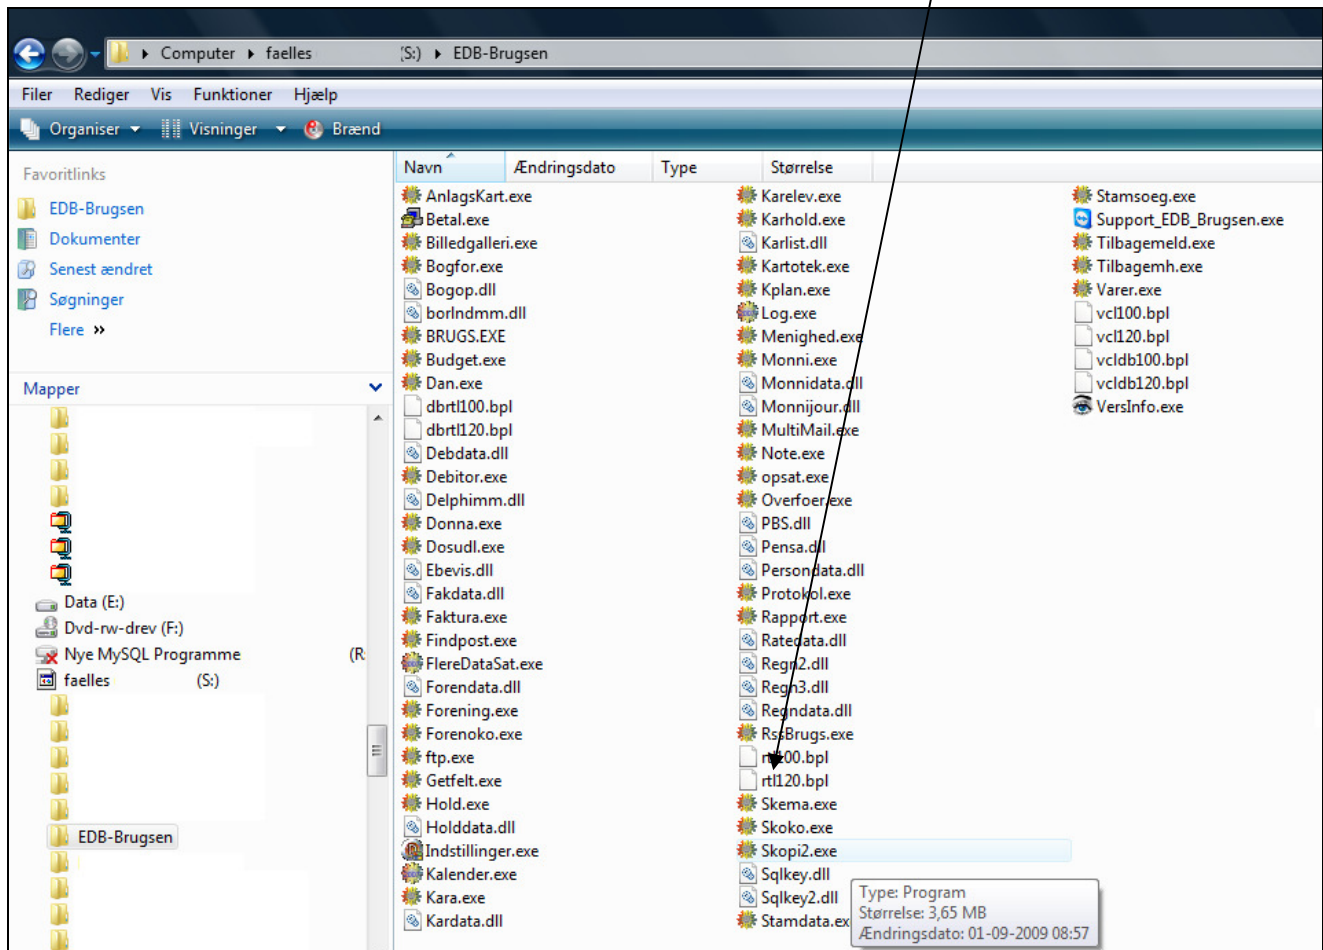 Computer faelles (S:) EDB-Brugsen
Filer Rediger Vis Funktioner Hjælp
Organiser Visninger Brænd
Favoritlinks
EDB-Brugsen
Dokumenter
Senest ændret
Søgninger
Flere »
Mapper
Data (E:)
Dvd-rw-drev (F:)
Nye MySQL Programme (R:
faelles (S:)
EDB-Brugsen
Navn Ændringsdato Type Størrelse
AnlagsKart.exe
Betal.exe
Billedgalleri.exe
Bogfor.exe
Bogop.dll
borlndmm.dll
BRUGS.EXE
Budget.exe
Dan.exe
dbrtl100.bpl
dbrtl120.bpl
Debdata.dll
Debitor.exe
Delphimm.dll
Donna.exe
Dosudl.exe
Ebevis.dll
Fakdata.dll
Faktura.exe
Findpost.exe
FlereDataSat.exe
Forendata.dll
Forening.exe
Forenoko.exe
ftp.exe
Getfelt.exe
Hold.exe
Holddata.dll
Indstillinger.exe
Kalender.exe
Kara.exe
Kardata.dll
Karelev.exe
Karhold.exe
Karlist.dll
Kartotek.exe
Kplan.exe
Log.exe
Menighed.exe
Monni.exe
Monnidata.dll
Monnijour.dll
MultiMail.exe
Note.exe
opsat.exe
Overfoer.exe
PBS.dll
Pensa.dll
Persondata.dll
Protokol.exe
Rapport.exe
Ratedata.dll
Regn2.dll
Regn3.dll
Regndata.dll
RssBrugs.exe
rtl100.bpl
rtl120.bpl
Skema.exe
Skoko.exe
Skopi2.exe
Sqlkey.dll
Sqlkey2.dll
Stamdata.ex
Stamsoeg.exe
Support_EDB_Brugsen.exe
Tilbagemeld.exe
Tilbagemh.exe
Varer.exe
vcl100.bpl
vcl120.bpl
vcldb100.bpl
vcldb120.bpl
VersInfo.exe
Type: Program
Størrelse: 3,65 MB
Ændringsdato: 01-09-2009 08:57